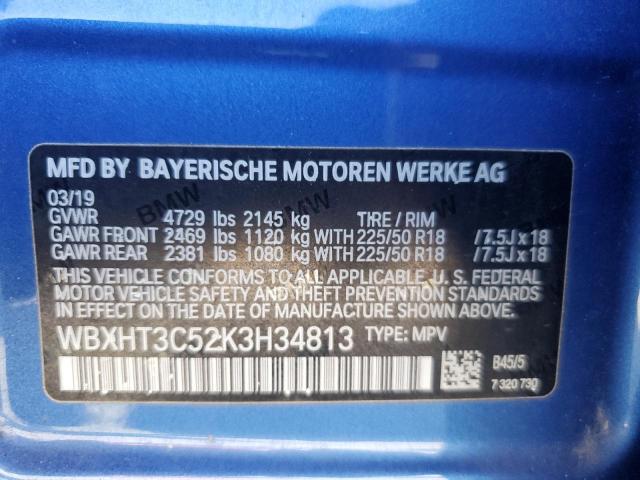 MFD BY BAYERISCHE MOTOREN WERKE AG
03/19
GVWR 4729 lbs 2145 kg TIRE / RIM
GAWR FRONT 2469 lbs 1120 kg WITH 225/50 R18 /7.5J x 18
GAWR REAR 2381 lbs 1080 kg WITH 225/50 R18 /7.5J x 18
THIS VEHICLE CONFORMS TO ALL APPLICABLE U. S. FEDERAL
MOTOR VEHICLE SAFETY AND THEFT PREVENTION STANDARDS
IN EFFECT ON THE DATE OF MANUFACTURE SHOWN ABOVE.
WBXHT3C52K3H34813 TYPE: MPV
B45/5
7 320 730
BMW